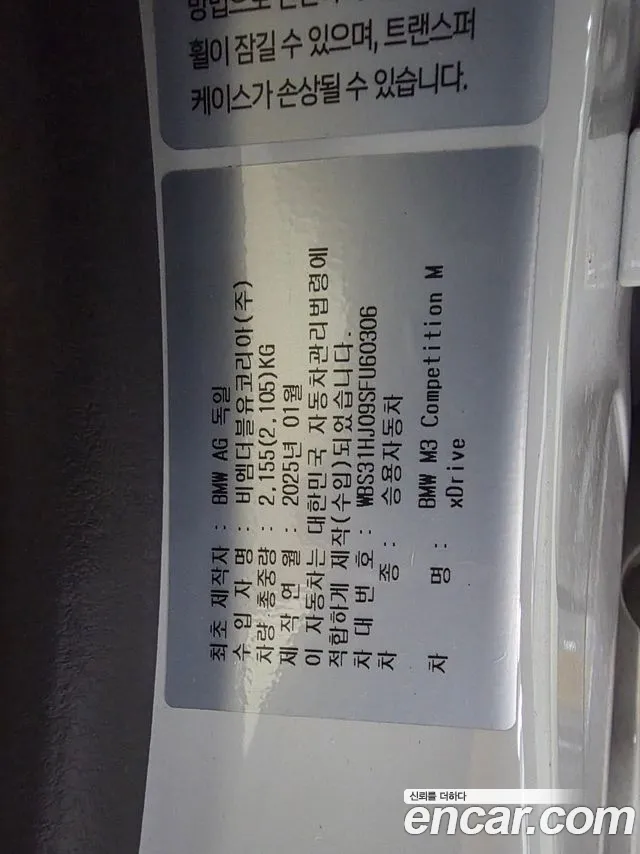 휠이 잠길 수 있으며, 트랜스퍼
케이스가 손상될 수 있습니다.
최초 제작자 : BMW AG 독일
수 입 자 명 : 비엠더블유코리아(주)
차량 총중량 : 2,155(2,105)KG
제 작 연 월 : 2025년 01월
이 자동차는 대한민국 자동차관리법령에
적합하게 제작(수입)되었습니다.
차 대 번 호 : WBS31HJ09SFU60306
차 종 : 승용자동차
차 명 : BMW M3 Competition M
xDrive
신뢰를 더하다
encar.com